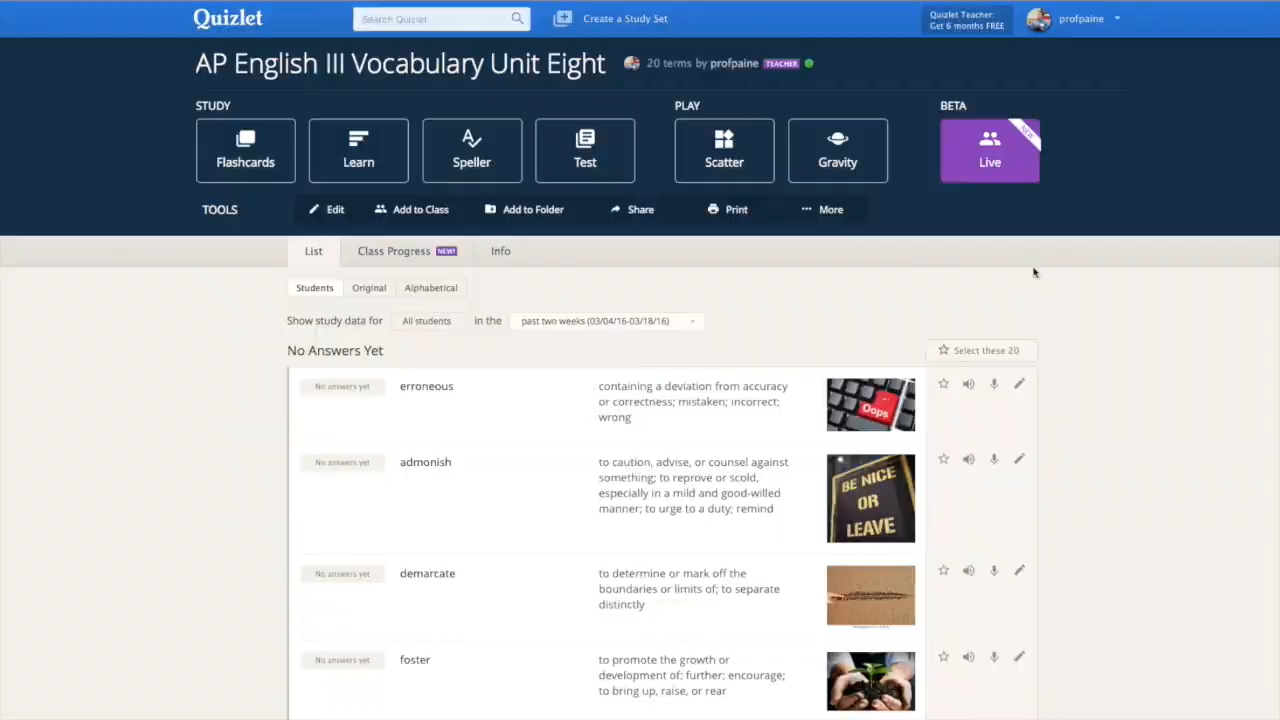 Quizlet
Search Quizlet
Create a Study Set
Quizlet Teacher:
Get 6 months FREE
profpaine
AP English III Vocabulary Unit Eight
20 terms by profpaine TEACHER
STUDY
PLAY
BETA
Flashcards
Learn
Speller
Test
Scatter
Gravity
Live
NEW
TOOLS
Edit
Add to Class
Add to Folder
Share
Print
More
List
Class Progress NEW!
Info
Students
Original
Alphabetical
Show study data for All students in the past two weeks (03/04/16-03/18/16)
No Answers Yet
Select these 20
No answers yet
erroneous
containing a deviation from accuracy
or correctness; mistaken; incorrect;
wrong
Oops
No answers yet
admonish
to caution, advise, or counsel against
something; to reprove or scold,
especially in a mild and good-willed
manner; to urge to a duty; remind
BE NICE
OR
LEAVE
No answers yet
demarcate
to determine or mark off the
boundaries or limits of; to separate
distinctly
No answers yet
foster
to promote the growth or
development of; further; encourage;
to bring up, raise, or rear